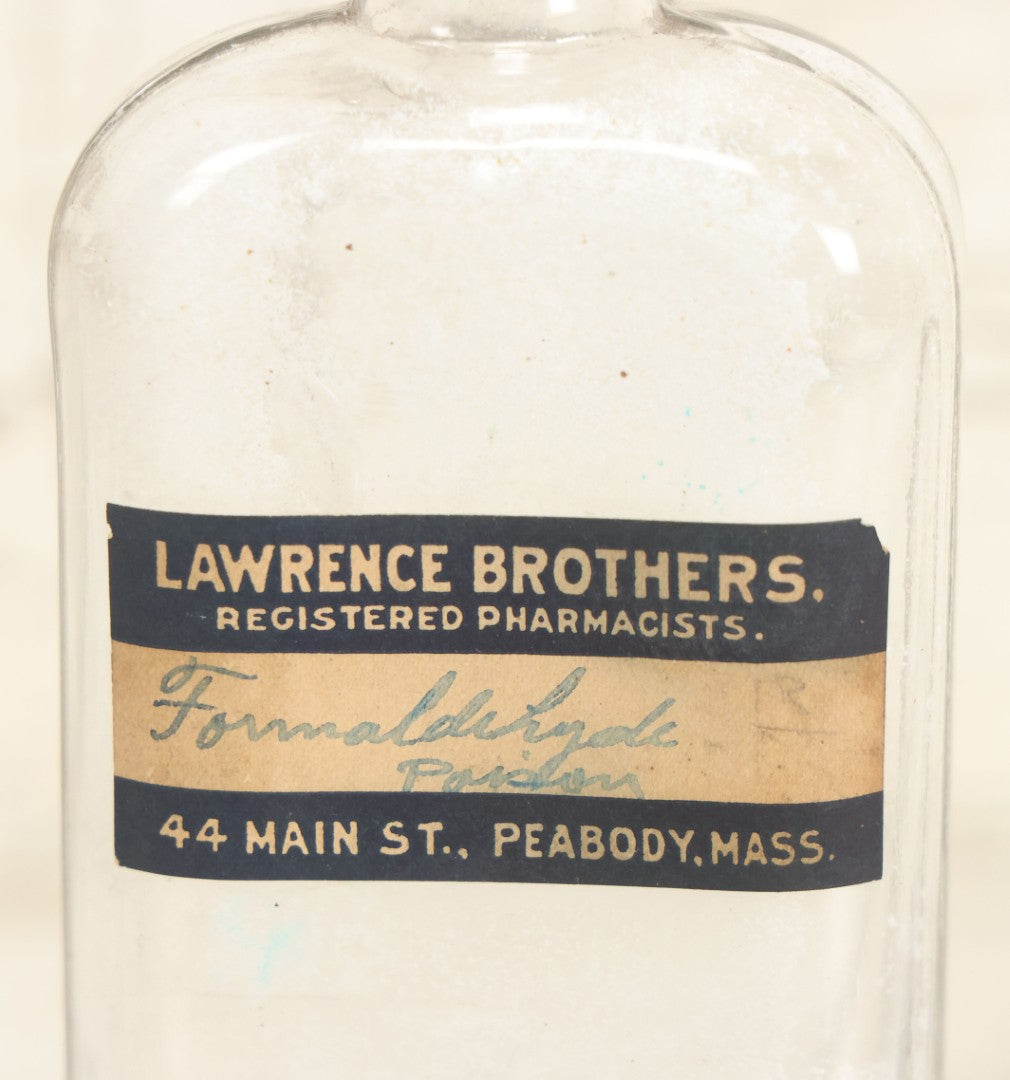 LAWRENCE BROTHERS.
REGISTERED PHARMACISTS.
Formaldehyde
Poison
44 MAIN ST., PEABODY, MASS.